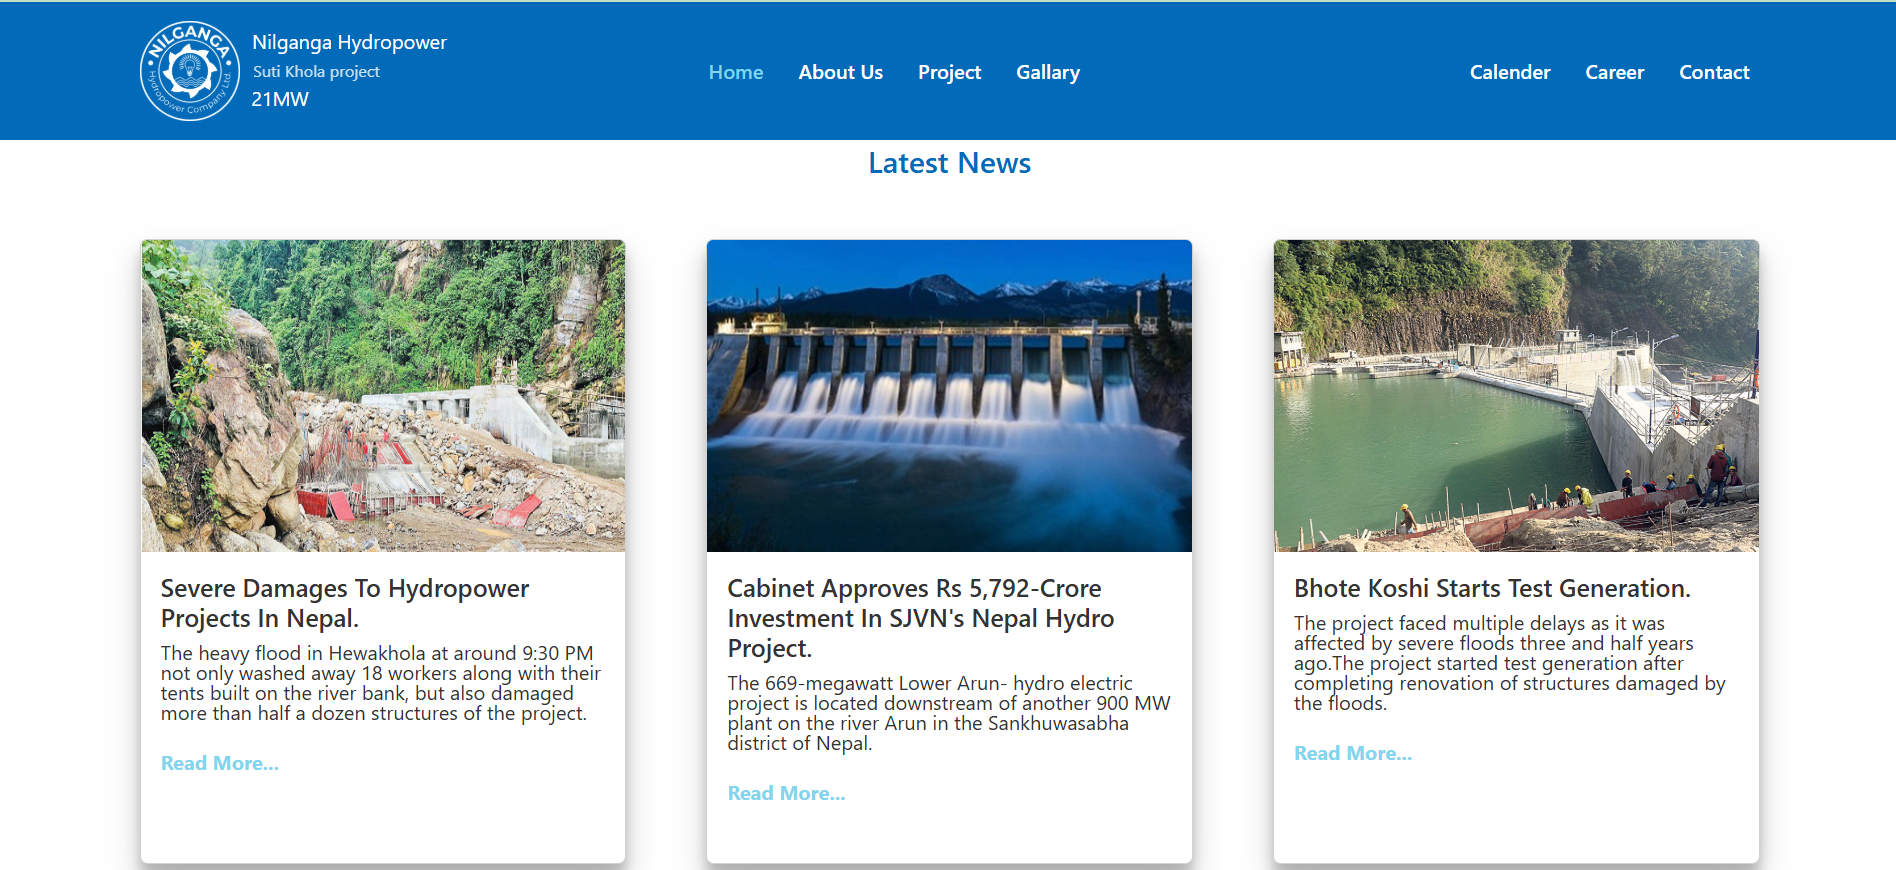 NILGANGA
Hydropower Company Ltd.
Nilganga Hydropower
Suti Khola project
21MW
Home About Us Project Gallary
Calender Career Contact
Latest News
Severe Damages To Hydropower
Projects In Nepal.
The heavy flood in Hewakhola at around 9:30 PM
not only washed away 18 workers along with their
tents built on the river bank, but also damaged
more than half a dozen structures of the project.
Read More...
Cabinet Approves Rs 5,792-Crore
Investment In SJVN's Nepal Hydro
Project.
The 669-megawatt Lower Arun- hydro electric
project is located downstream of another 900 MW
plant on the river Arun in the Sankhuwasabha
district of Nepal.
Read More...
Bhote Koshi Starts Test Generation.
The project faced multiple delays as it was
affected by severe floods three and half years
ago.The project started test generation after
completing renovation of structures damaged by
the floods.
Read More...